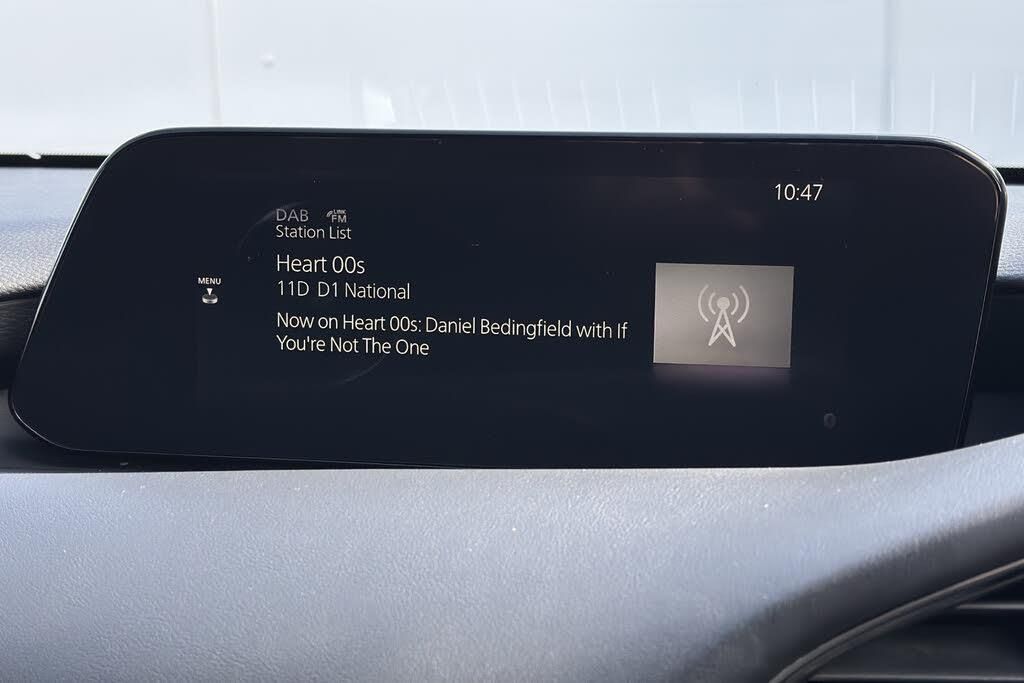 10:47
DAB LINK FM
Station List
Heart 00s
MENU
11D D1 National
Now on Heart 00s: Daniel Bedingfield with If
You're Not The One